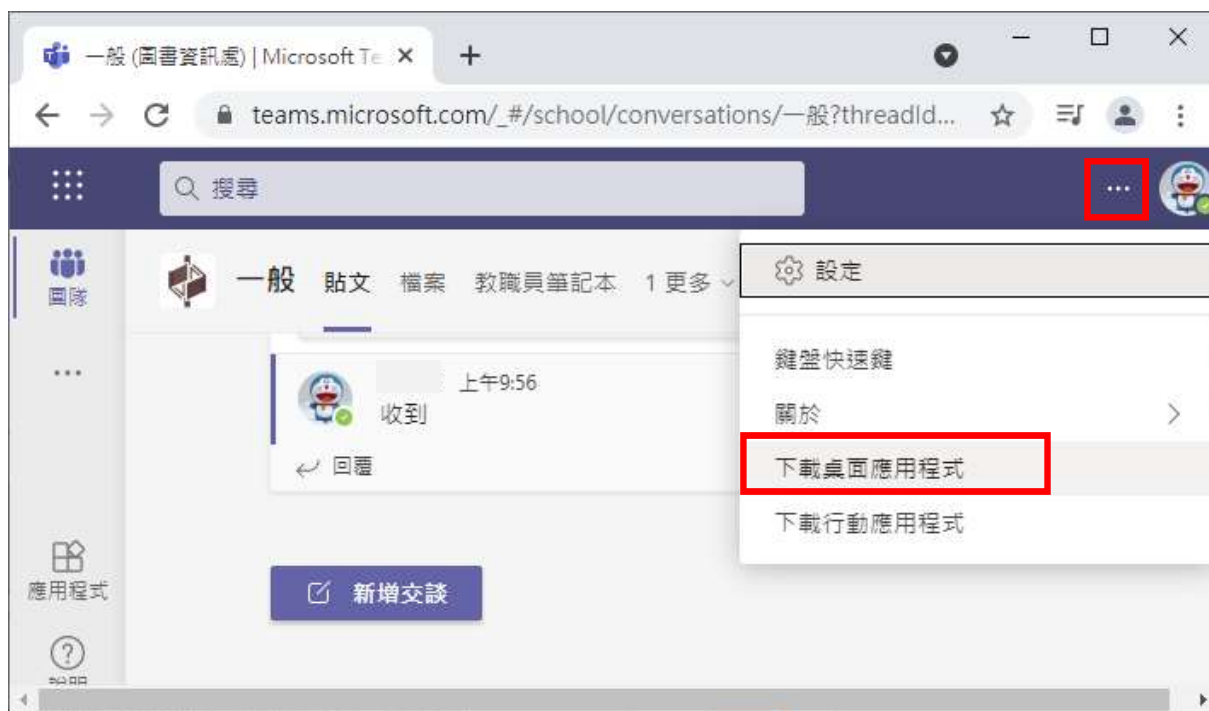 一般 (圖書資訊處) | Microsoft Te
teams.microsoft.com/_#/school/conversations/一般?threadId...
搜尋
團隊
一般 貼文 檔案 教職員筆記本 1 更多
設定
鍵盤快速鍵
關於
下載桌面應用程式
下載行動應用程式
上午9:56
收到
回覆
新增交談
應用程式
說明